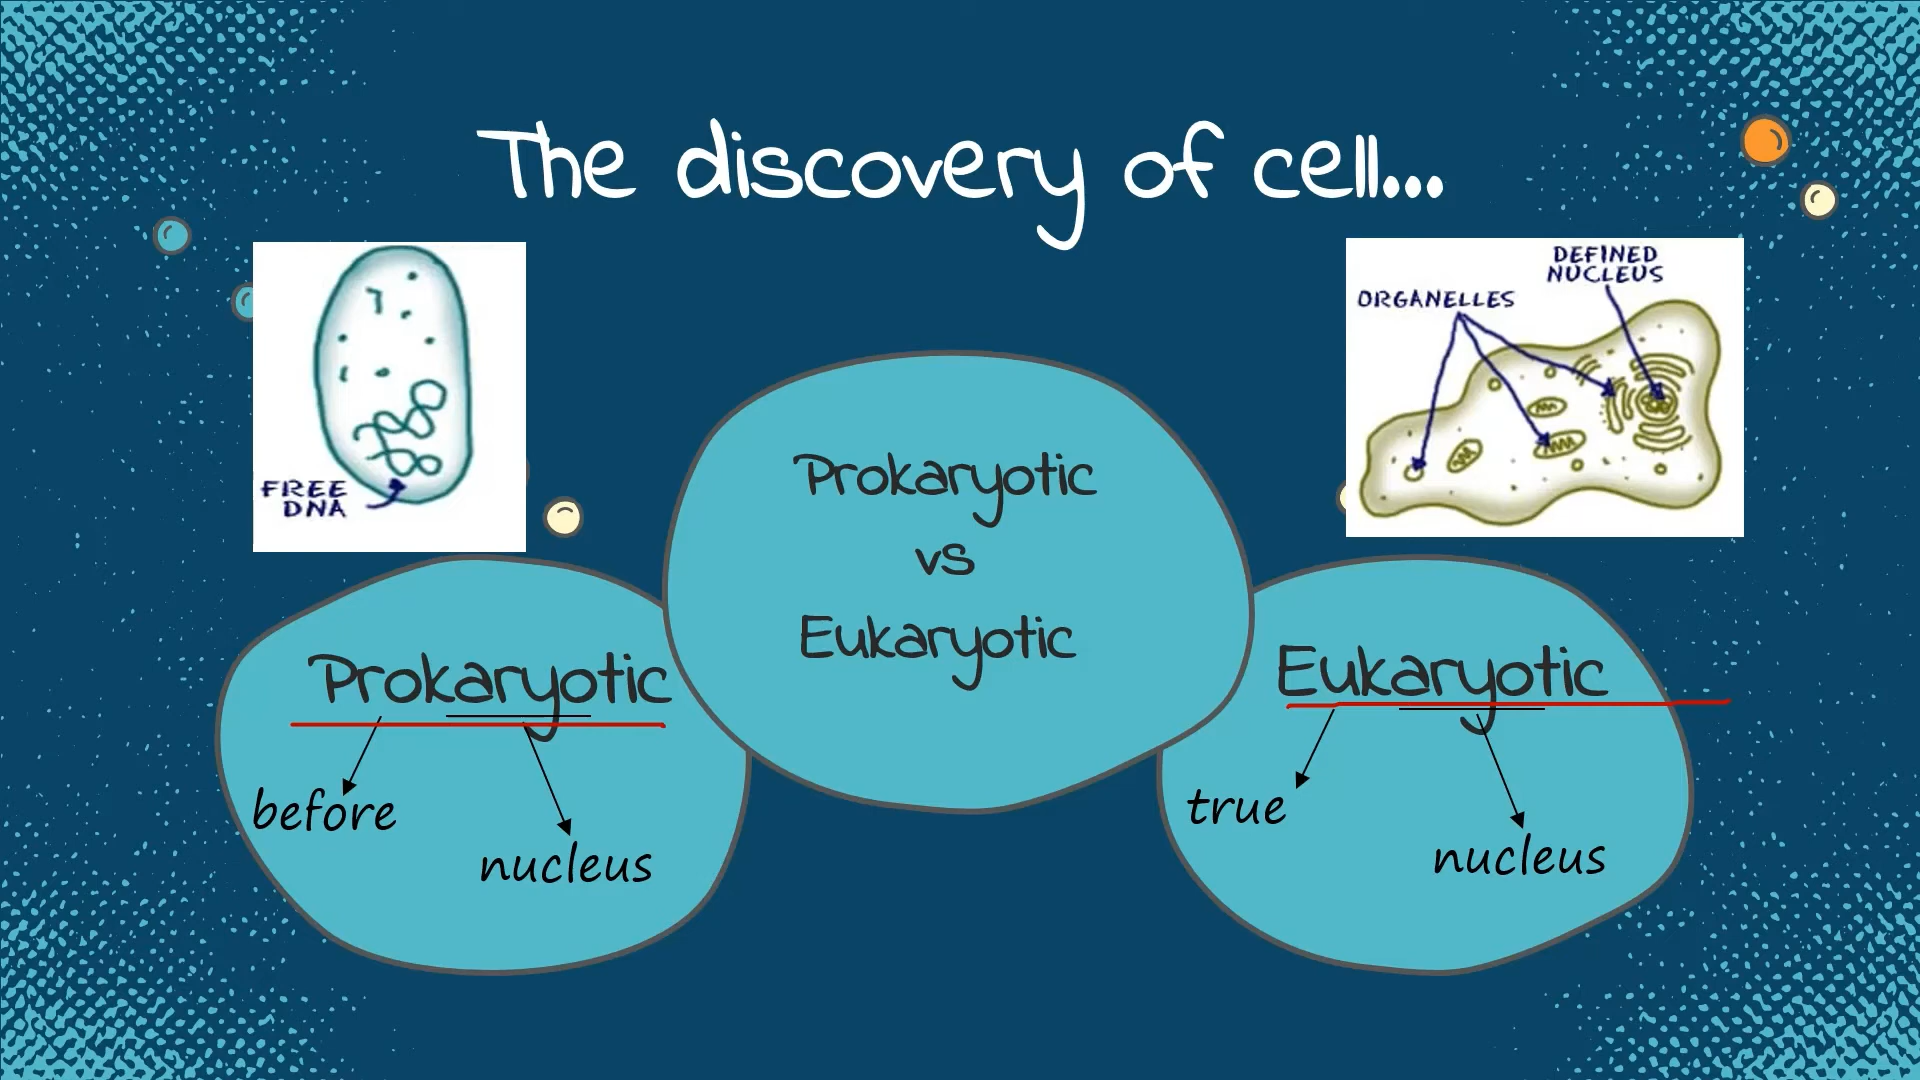 The discovery of cell...
FREE
DNA
DEFINED
NUCLEUS
ORGANELLES
Prokaryotic
vs
Eukaryotic
Prokaryotic
before
nucleus
Eukaryotic
true
nucleus